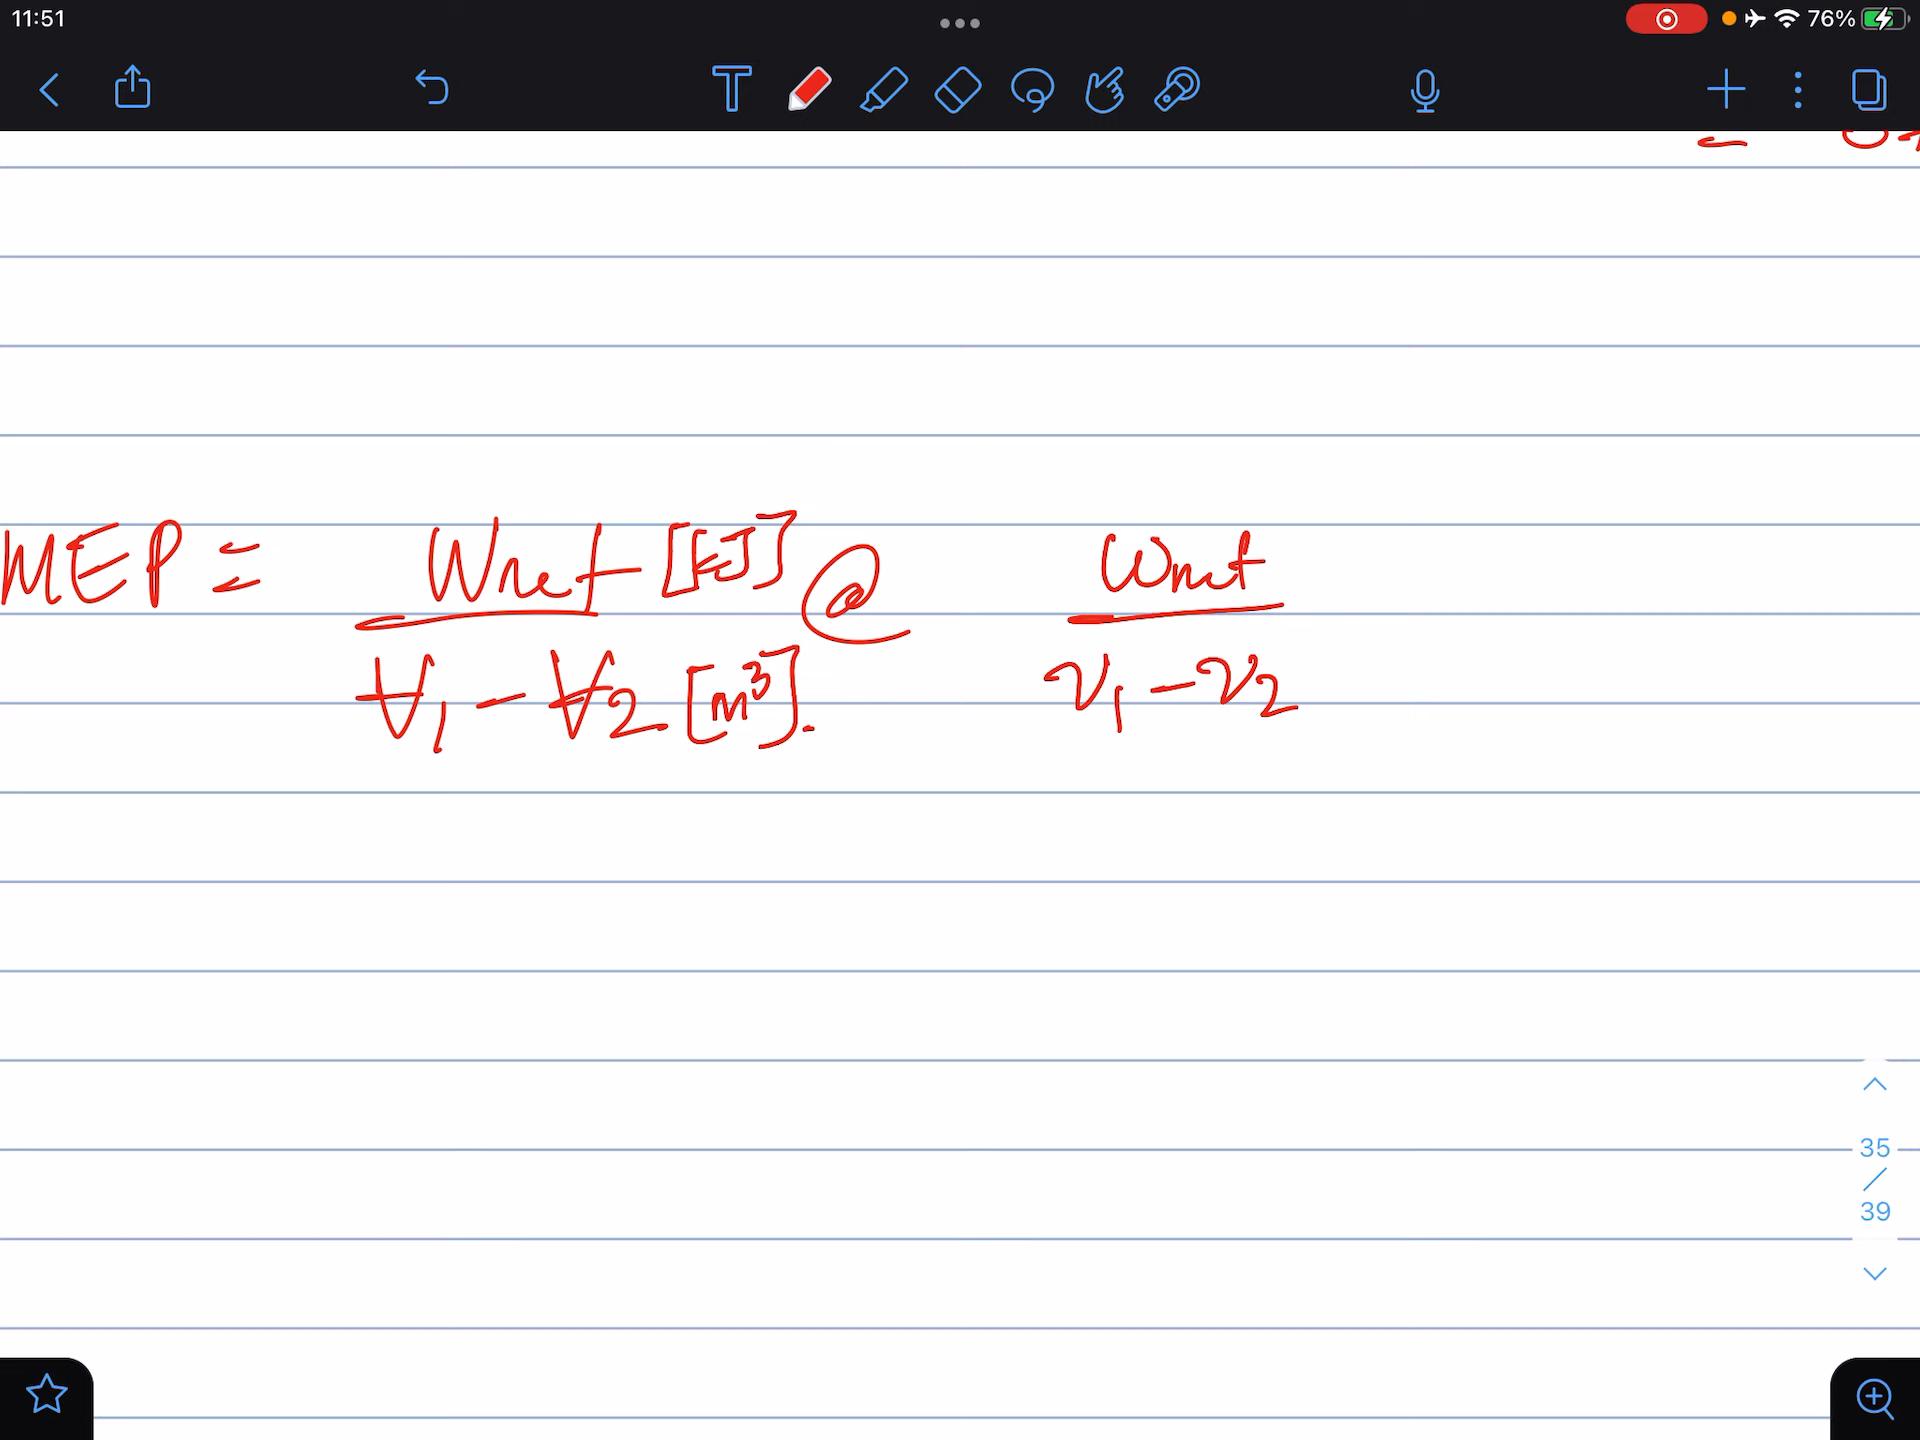 11:51
76%
T
MEP = Wnet [kJ] @ wnet
V1 - V2 [m³]. v1 - v2
35
/
39